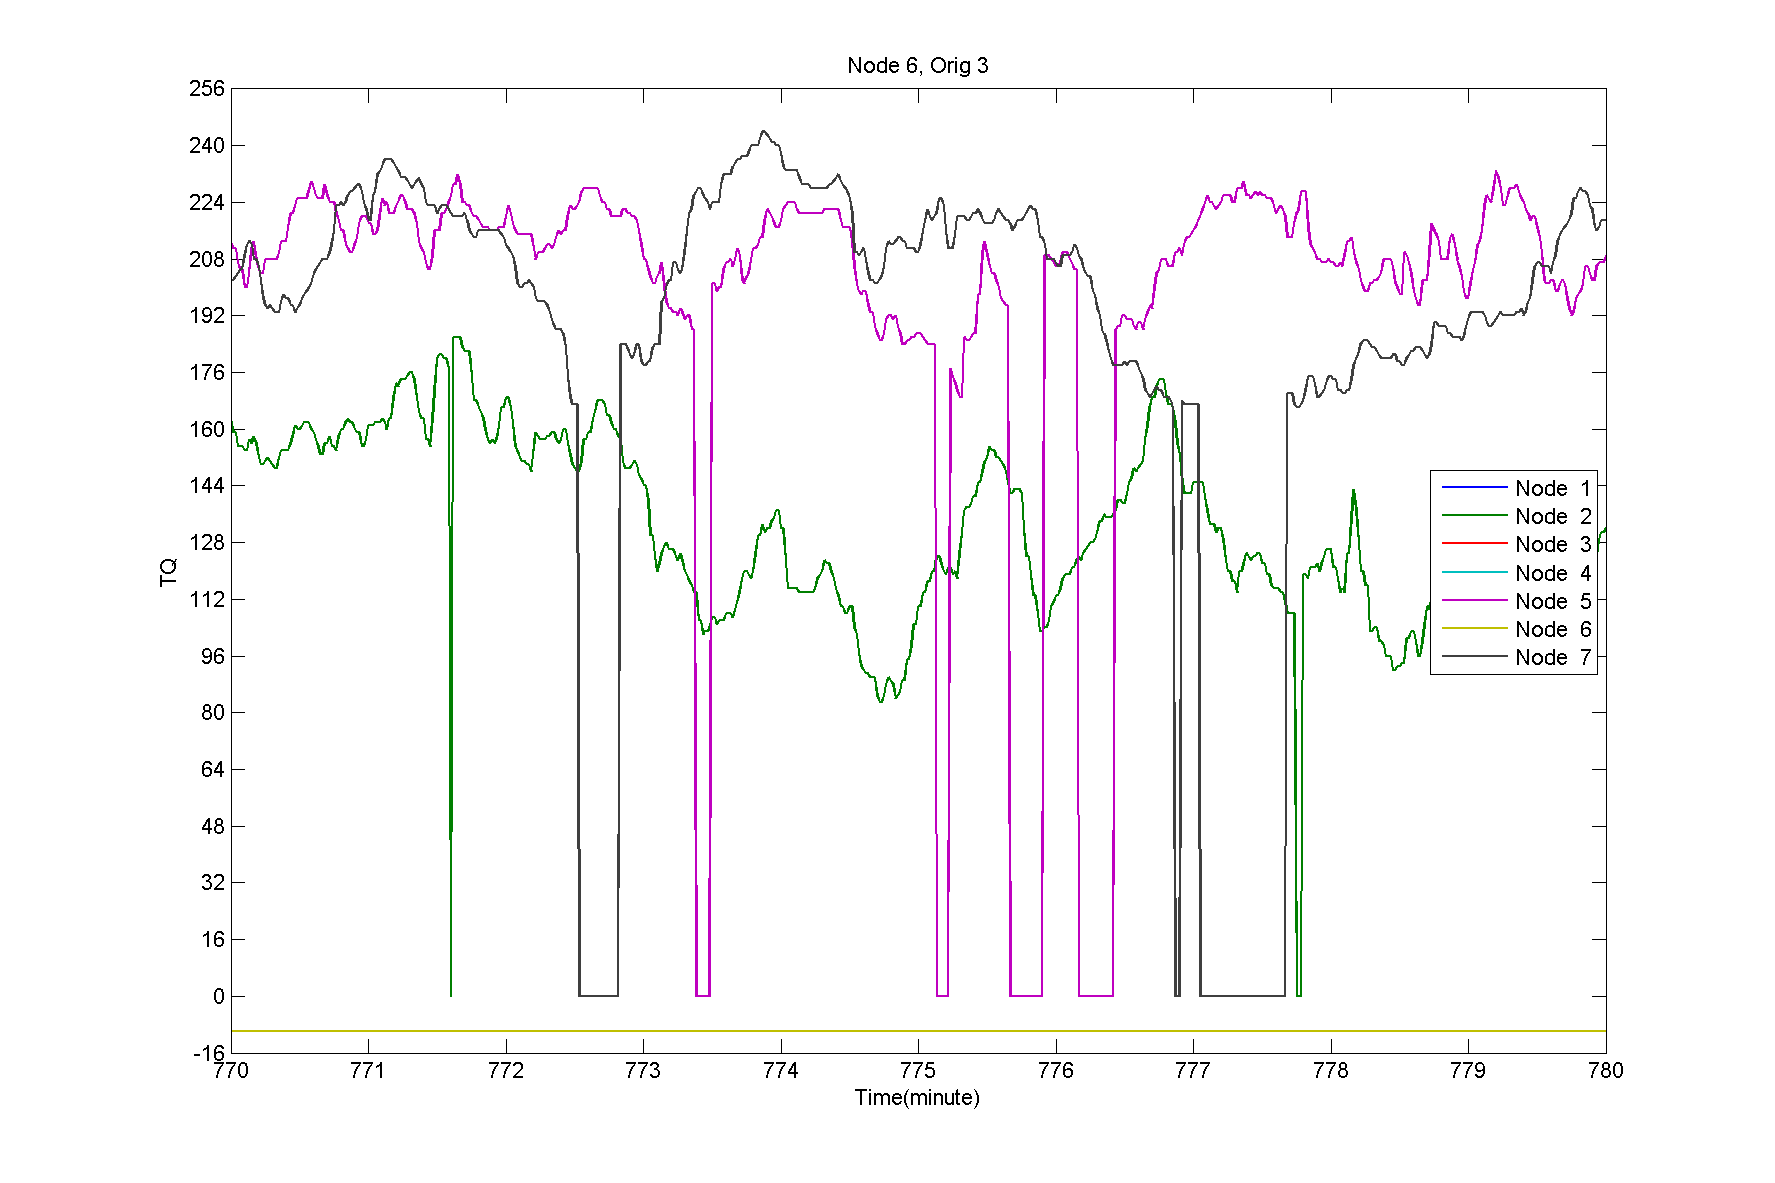 Node 6, Orig 3
256
240
224
208
192
176
160
144
128
112
96
80
64
48
32
16
0
-16
TQ
Node 1
Node 2
Node 3
Node 4
Node 5
Node 6
Node 7
770 771 772 773 774 775 776 777 778 779 780
Time(minute)